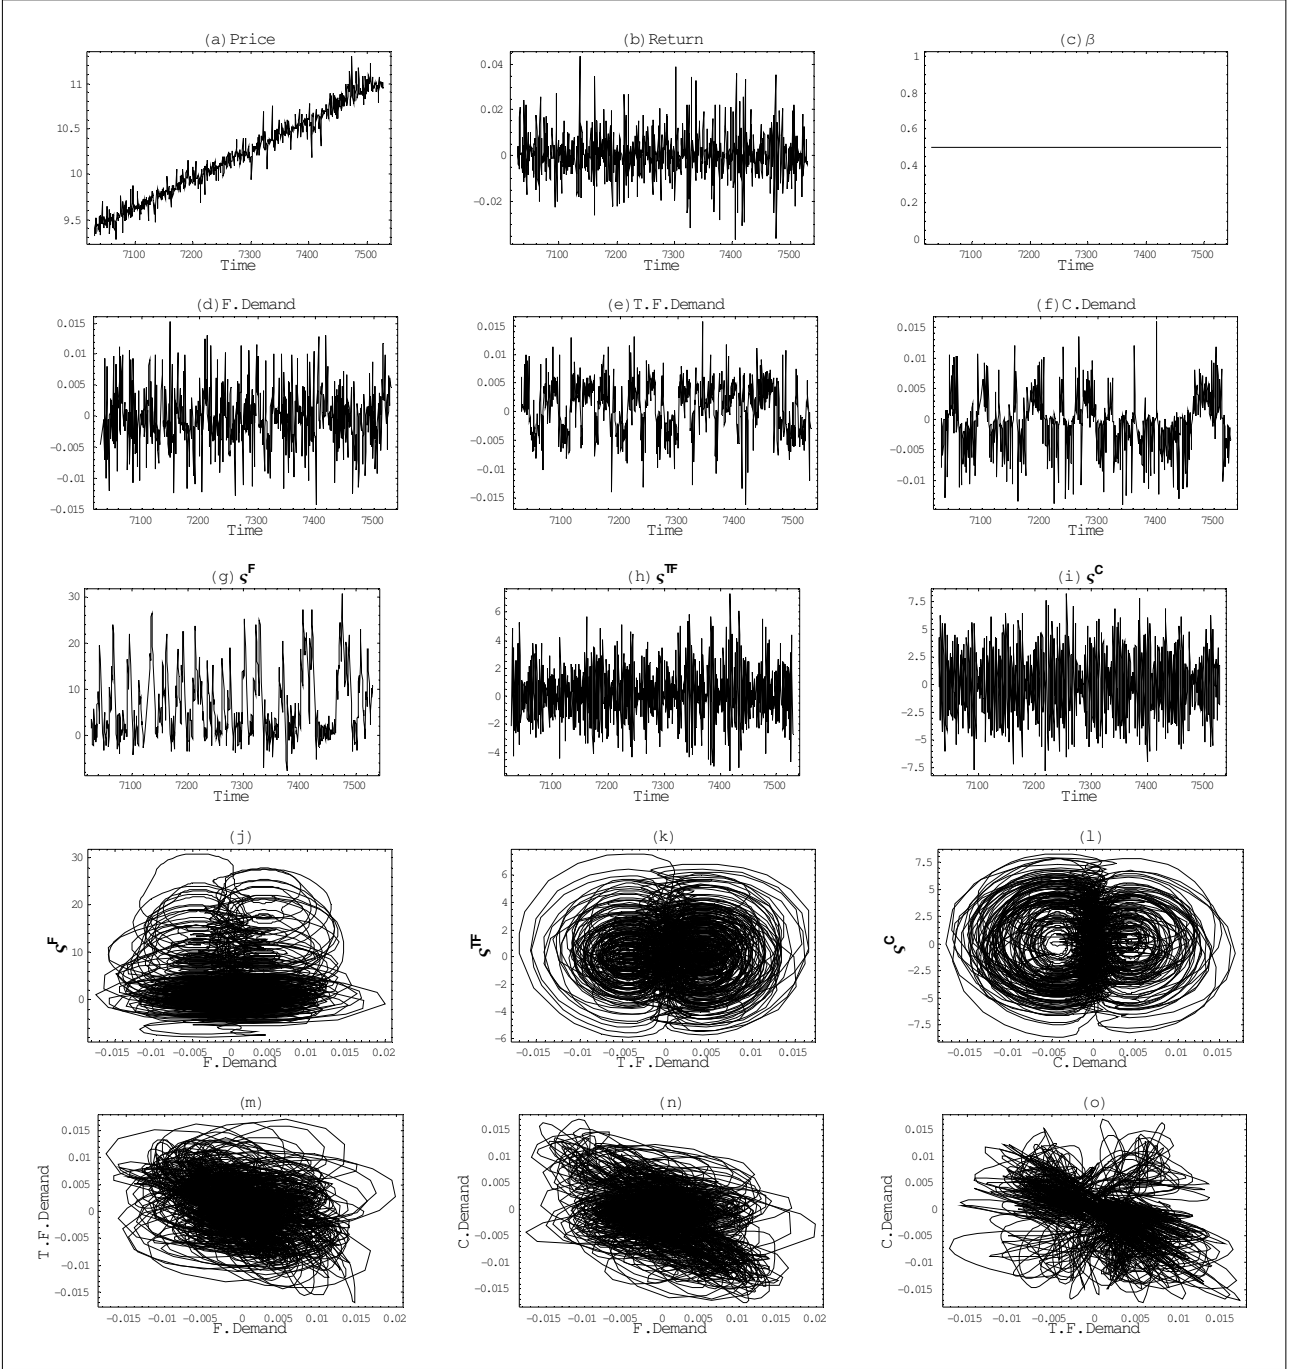 (a)Price (b)Return (c)β
11
10.5
10
9.5
7100 7200 7300 7400 7500
Time
0.04
0.02
0
−0.02
7100 7200 7300 7400 7500
Time
1
0.8
0.6
0.4
0.2
0
7100 7200 7300 7400 7500
Time
(d)F.Demand (e)T.F.Demand (f)C.Demand
0.015
0.01
0.005
0
−0.005
−0.01
−0.015
7100 7200 7300 7400 7500
Time
0.015
0.01
0.005
0
−0.005
−0.01
−0.015
7100 7200 7300 7400 7500
Time
0.015
0.01
0.005
0
−0.005
−0.01
7100 7200 7300 7400 7500
Time
(g) ς^F (h) ς^TF (i) ς^C
30
20
10
0
7100 7200 7300 7400 7500
Time
6
4
2
0
−2
−4
7100 7200 7300 7400 7500
Time
7.5
5
2.5
0
−2.5
−5
−7.5
7100 7200 7300 7400 7500
Time
(j) (k) (l)
30
20
10
0
ς^F
−0.015 −0.01 −0.005 0 0.005 0.01 0.015 0.02
F.Demand
6
4
2
0
−2
−4
−6
ς^TF
−0.015 −0.01 −0.005 0 0.005 0.01 0.015
T.F.Demand
7.5
5
2.5
0
−2.5
−5
−7.5
ς^C
−0.015 −0.01 −0.005 0 0.005 0.01 0.015
C.Demand
(m) (n) (o)
0.015
0.01
0.005
0
−0.005
−0.01
−0.015
T.F.Demand
−0.015 −0.01 −0.005 0 0.005 0.01 0.015 0.02
F.Demand
0.015
0.01
0.005
0
−0.005
−0.01
−0.015
C.Demand
−0.015 −0.01 −0.005 0 0.005 0.01 0.015 0.02
F.Demand
0.015
0.01
0.005
0
−0.005
−0.01
−0.015
C.Demand
−0.015 −0.01 −0.005 0 0.005 0.01 0.015
T.F.Demand